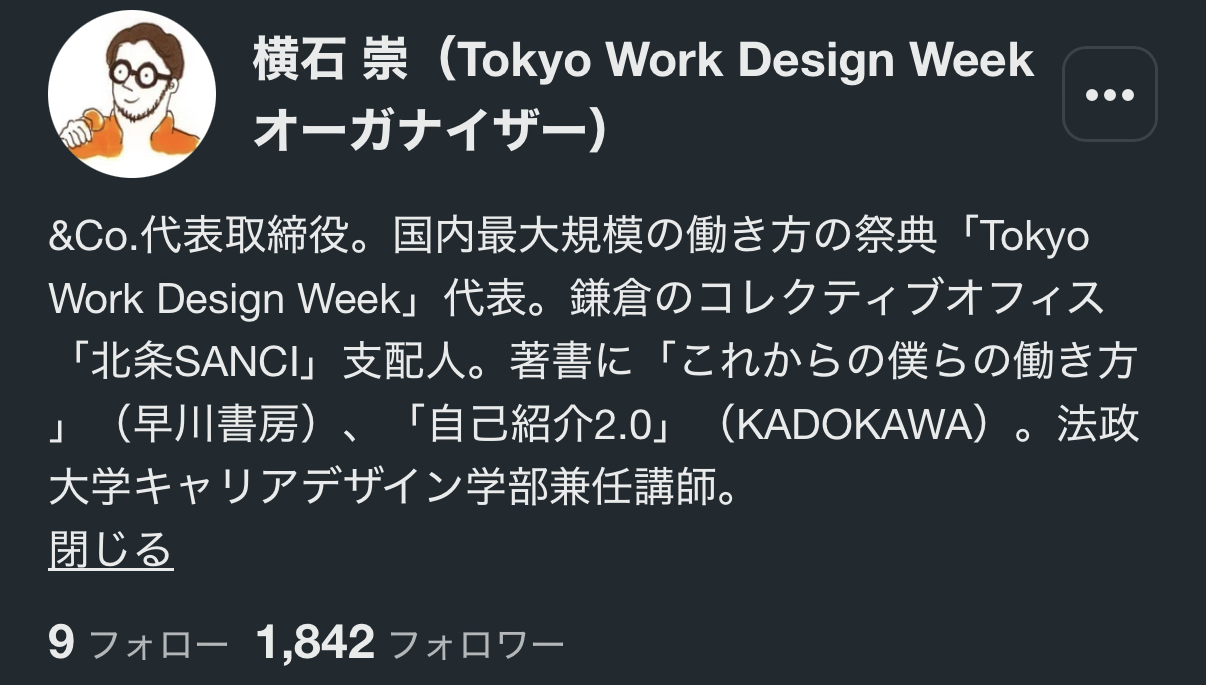 横石 崇（Tokyo Work Design Week
オーガナイザー）
&Co.代表取締役。国内最大規模の働き方の祭典「Tokyo
Work Design Week」代表。鎌倉のコレクティブオフィス
「北条SANCI」支配人。著書に「これからの僕らの働き方
」（早川書房）、「自己紹介2.0」（KADOKAWA）。法政
大学キャリアデザイン学部兼任講師。
閉じる
9 フォロー 1,842 フォロワー